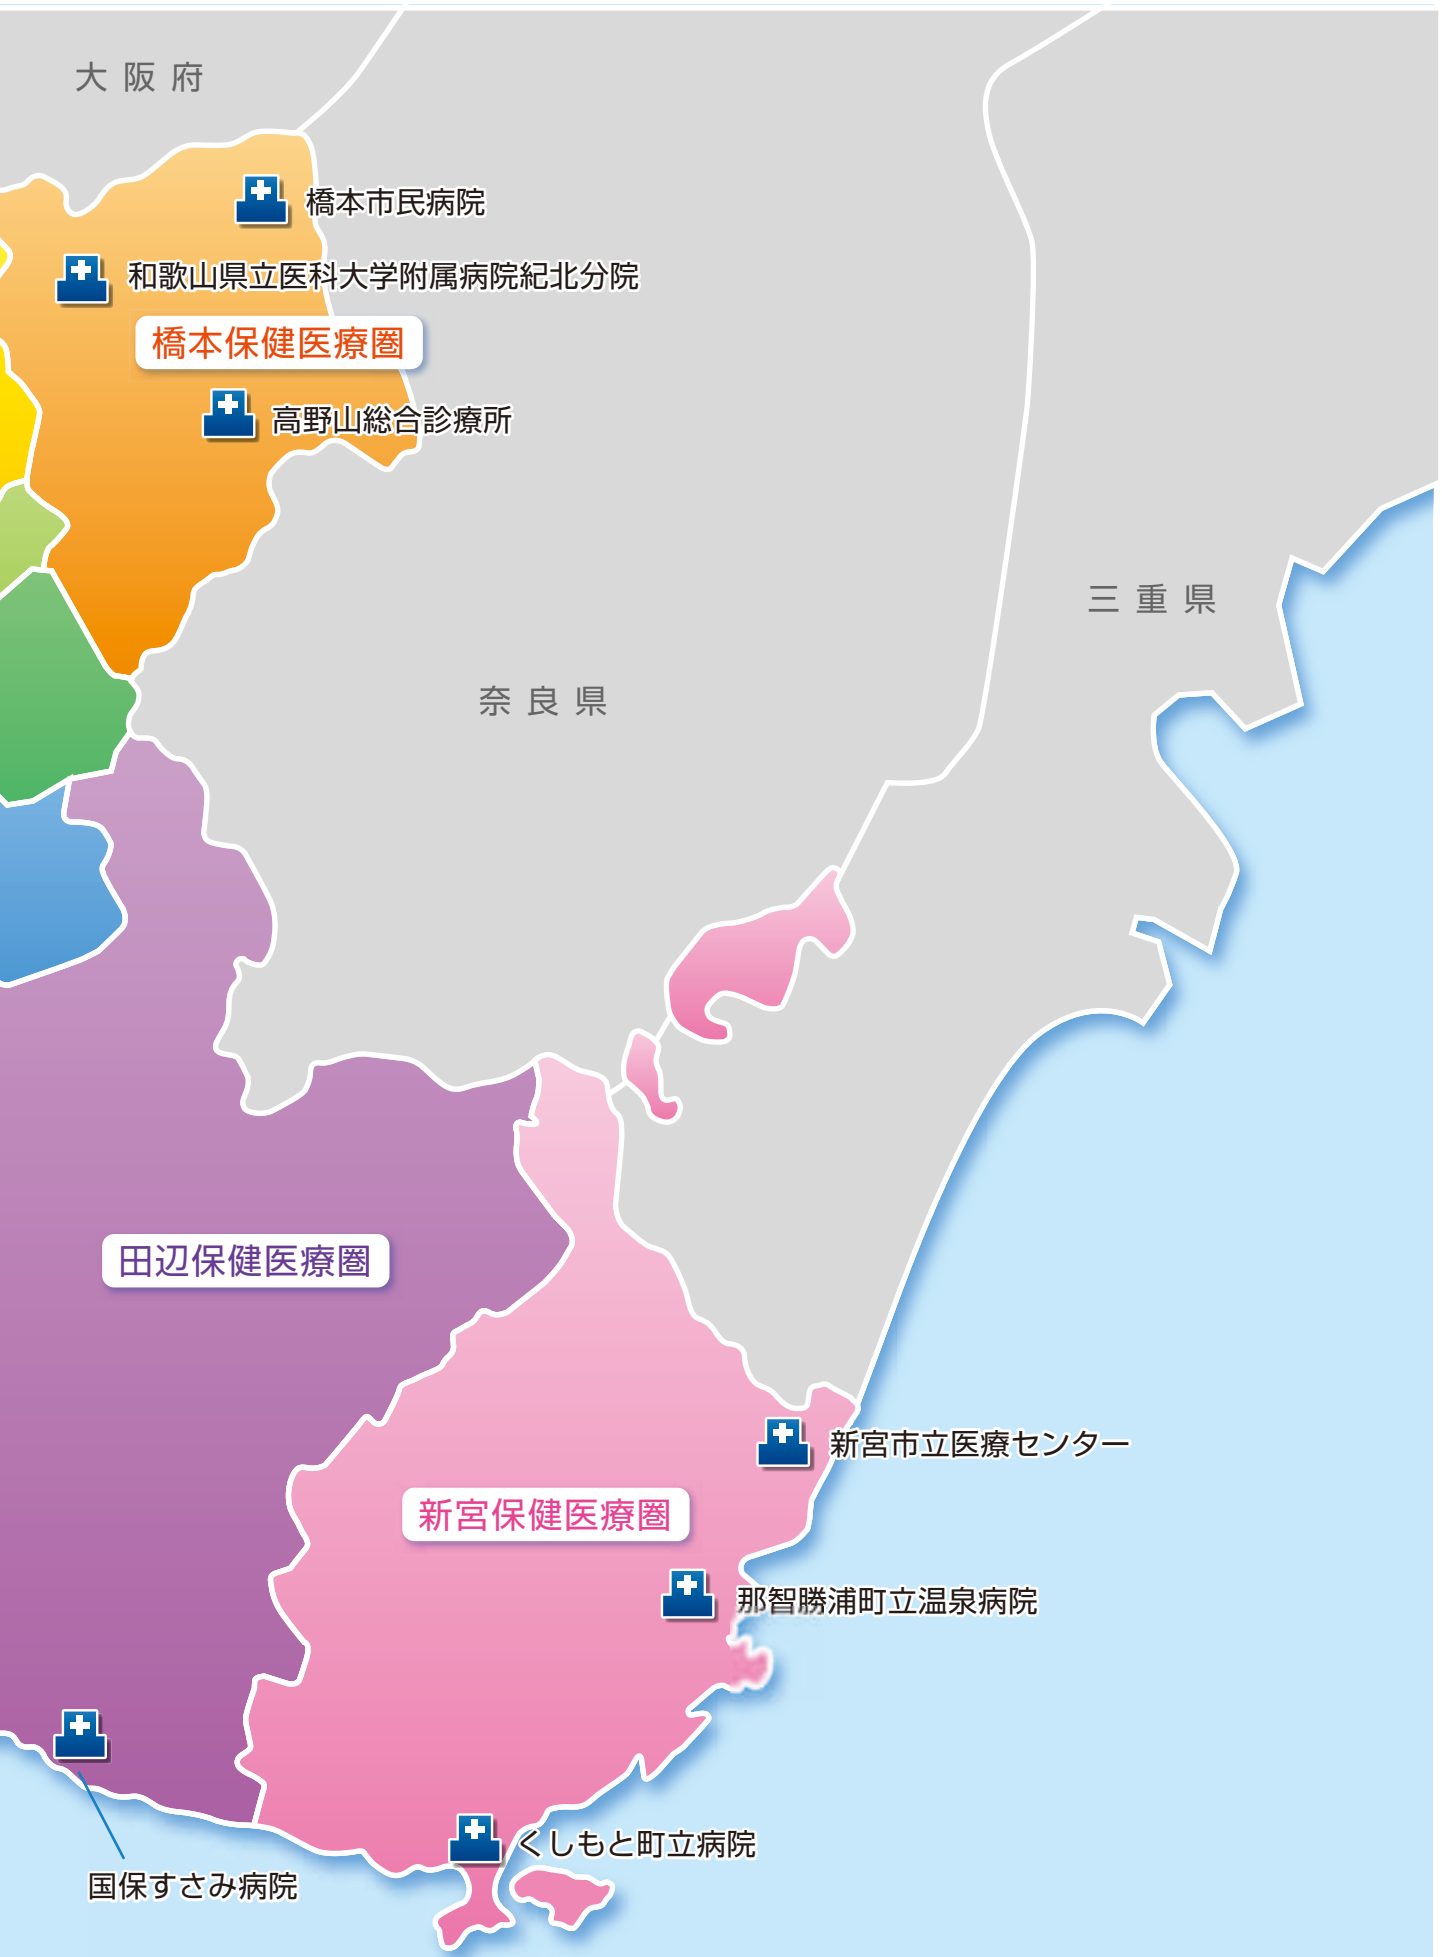 大阪府
橋本市民病院
和歌山県立医科大学附属病院紀北分院
橋本保健医療圏
高野山総合診療所
三重県
奈良県
田辺保健医療圏
新宮市立医療センター
新宮保健医療圏
那智勝浦町立温泉病院
くしもと町立病院
国保すさみ病院